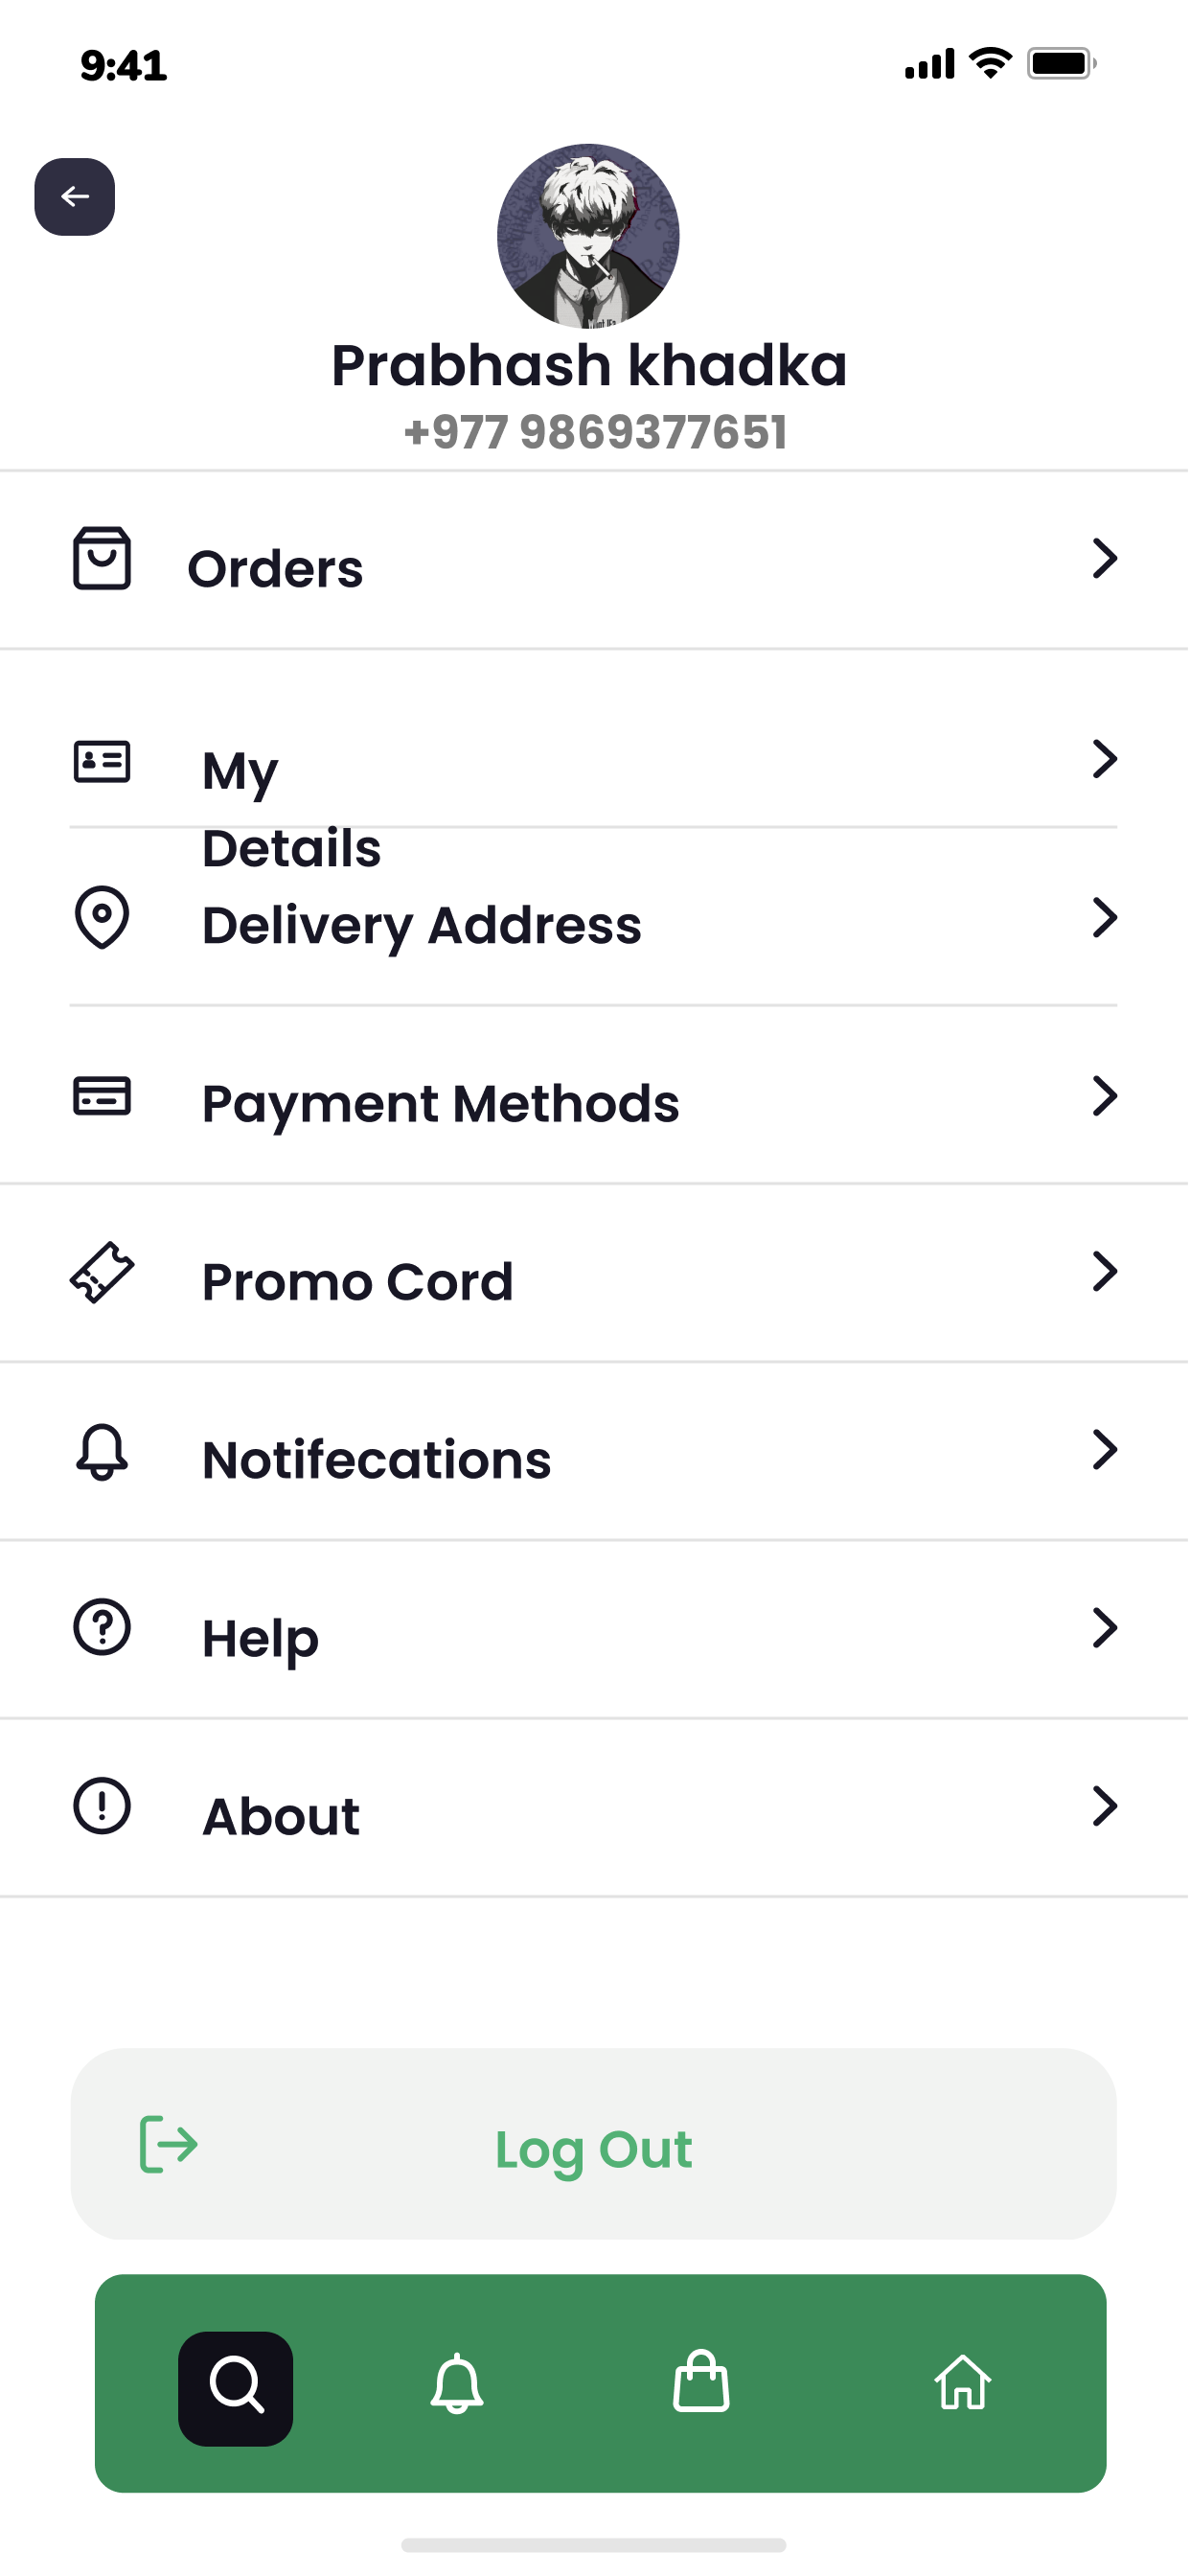 9:41
Prabhash khadka
+977 9869377651
Orders
My
Details
Delivery Address
Payment Methods
Promo Cord
Notifecations
Help
About
Log Out